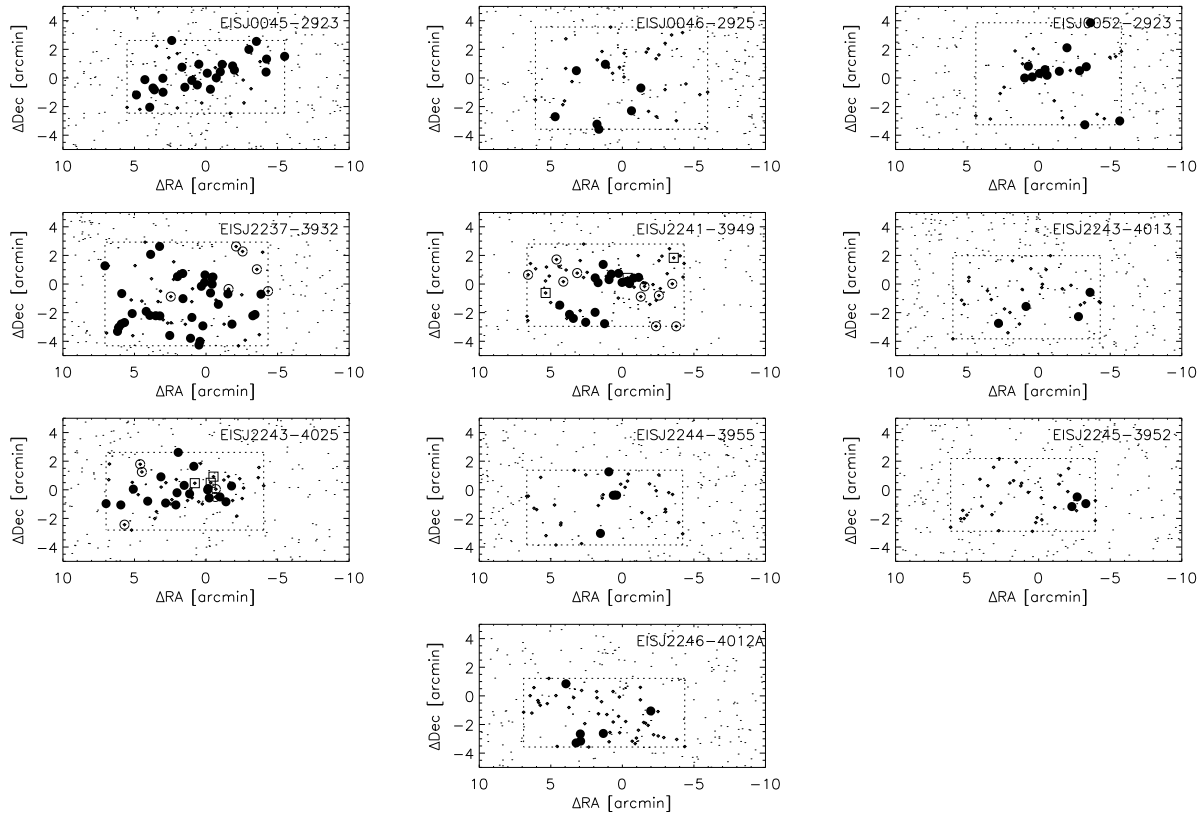 EISJ0045-2923
4
2
0
-2
-4
ΔDec [arcmin]
10 5 0 -5 -10
ΔRA [arcmin]
EISJ0046-2925
4
2
0
-2
-4
ΔDec [arcmin]
10 5 0 -5 -10
ΔRA [arcmin]
EISJ0052-2923
4
2
0
-2
-4
ΔDec [arcmin]
10 5 0 -5 -10
ΔRA [arcmin]
EISJ2237-3932
4
2
0
-2
-4
ΔDec [arcmin]
10 5 0 -5 -10
ΔRA [arcmin]
EISJ2241-3949
4
2
0
-2
-4
ΔDec [arcmin]
10 5 0 -5 -10
ΔRA [arcmin]
EISJ2243-4013
4
2
0
-2
-4
ΔDec [arcmin]
10 5 0 -5 -10
ΔRA [arcmin]
EISJ2243-4025
4
2
0
-2
-4
ΔDec [arcmin]
10 5 0 -5 -10
ΔRA [arcmin]
EISJ2244-3955
4
2
0
-2
-4
ΔDec [arcmin]
10 5 0 -5 -10
ΔRA [arcmin]
EISJ2245-3952
4
2
0
-2
-4
ΔDec [arcmin]
10 5 0 -5 -10
ΔRA [arcmin]
EISJ2246-4012A
4
2
0
-2
-4
ΔDec [arcmin]
10 5 0 -5 -10
ΔRA [arcmin]